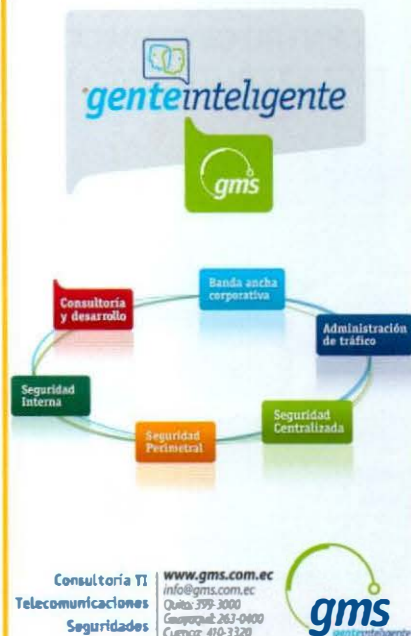 genteinteligente
gms
Banda ancha
corporativa
Consultoría
y desarrollo
Administración
de tráfico
Seguridad
Interna
Seguridad
Centralizada
Seguridad
Perimetral
Consultoría TI
Telecomunicaciones
Seguridades
www.gms.com.ec
info@gms.com.ec
Quito: 399-3000
Guayaquil: 263-0400
Cuenca: 410-3320
gms
genteinteligente